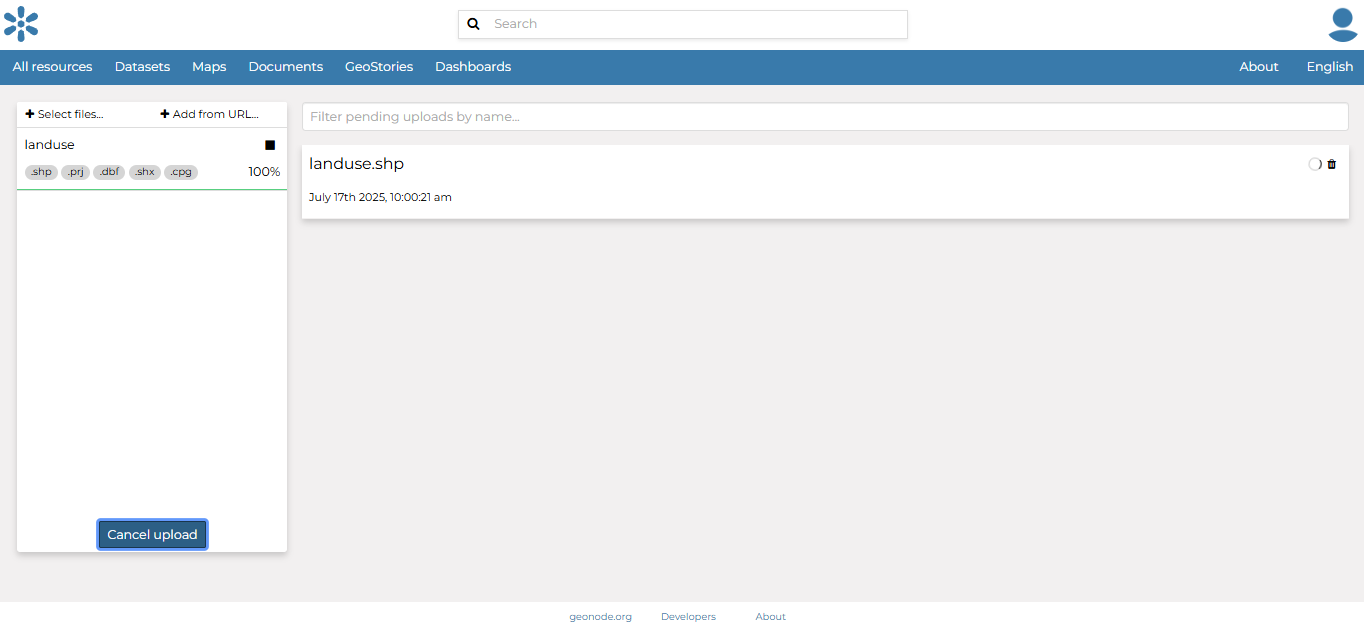 Search
All resources Datasets Maps Documents GeoStories Dashboards About English
Select files... Add from URL...
landuse
.shp .prj .dbf .shx .cpg 100%
Cancel upload
Filter pending uploads by name...
landuse.shp
July 17th 2025, 10:00:21 am
geonode.org Developers About